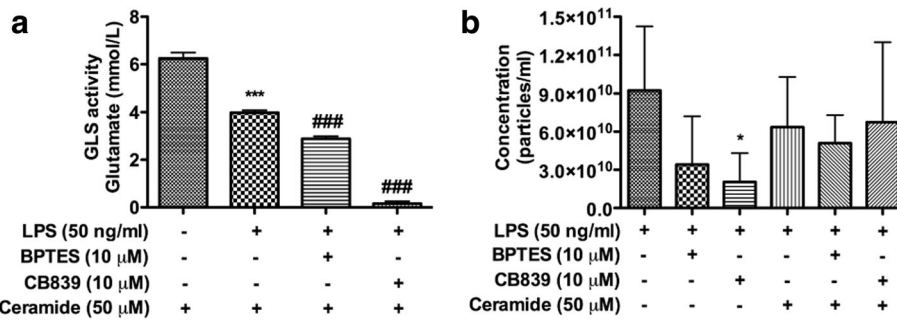 a
GLS activity
Glutamate (mmol/L)
8
6
4
2
0
***
###
###
LPS (50 ng/ml) - + + +
BPTES (10 μM) - - + -
CB839 (10 μM) - - - +
Ceramide (50 μM) + + + +
b
Concentration
(particles/ml)
1.5×10¹¹
1.2×10¹¹
9.0×10¹⁰
6.0×10¹⁰
3.0×10¹⁰
0.0
*
LPS (50 ng/ml) + + + + + +
BPTES (10 μM) - + - - + -
CB839 (10 μM) - - + - - +
Ceramide (50 μM) - - - + + +